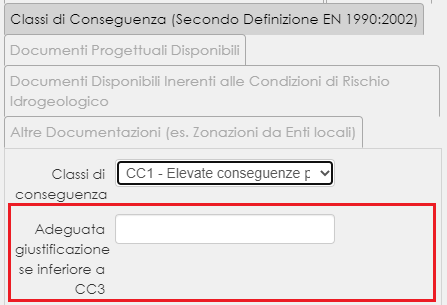 Classi di Conseguenza (Secondo Definizione EN 1990:2002)
Documenti Progettuali Disponibili
Documenti Disponibili Inerenti alle Condizioni di Rischio
Idrogeologico
Altre Documentazioni (es. Zonazioni da Enti locali)
Classi di
conseguenza
CC1 - Elevate conseguenze p
Adeguata
giustificazione
se inferiore a
CC3